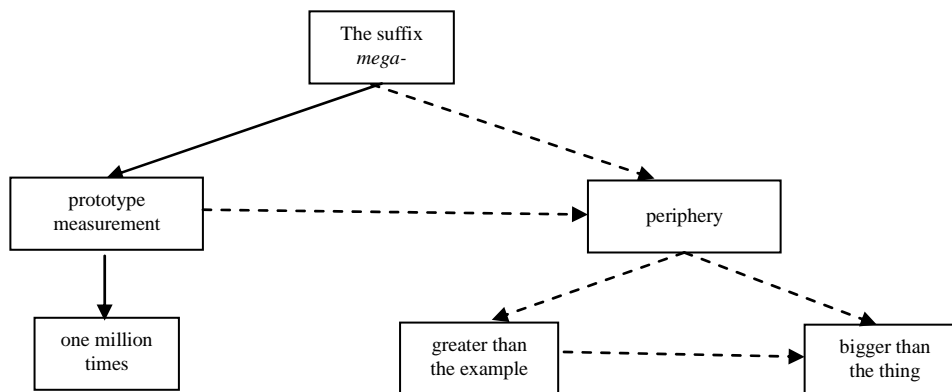 The suffix
mega-
prototype
measurement
periphery
one million
times
greater than
the example
bigger than
the thing